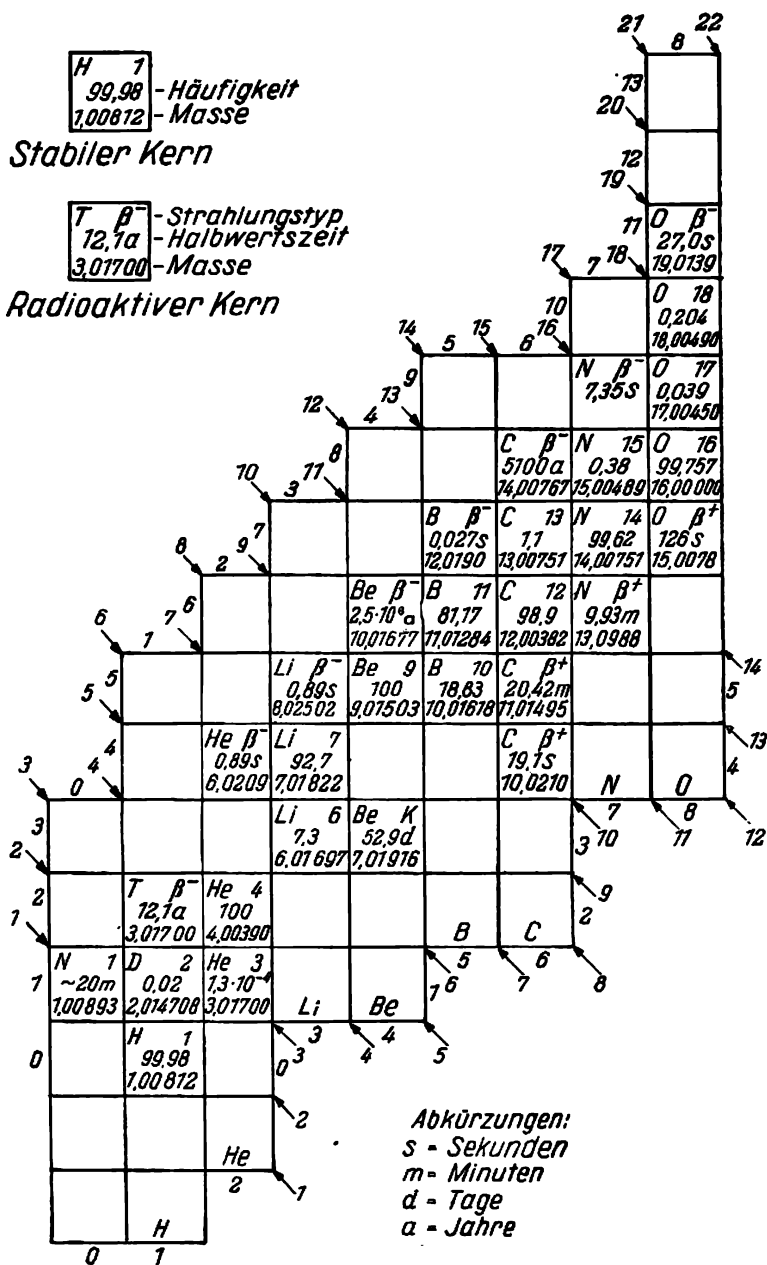 21 8 22
H 1
99,98 - Häufigkeit
1,00812 - Masse
Stabiler Kern
13
20
12
19
T β⁻ - Strahlungstyp
12,1a - Halbwertszeit
3,01700 - Masse
Radioaktiver Kern
11 O β⁻
27,0s
19,0139
17 7 18
10 O 18
0,204
18,00490
14 5 15 6 16
9 N β⁻ O 17
7,35s 0,039
17,00450
12 4 13
8 C β⁻ N 15 O 16
5100a 0,38 99,757
14,00767 15,00489 16,00000
10 3 11
7 B β⁻ C 13 N 14 O β⁺
0,027s 1,1 99,62 126s
12,0190 13,00751 14,00751 15,0078
8 2 9
6 Be β⁻ B 11 C 12 N β⁺
2,5·10⁶a 81,17 98,9 9,93m
10,01677 11,01284 12,00382 13,0988
6 1 7 14
5 Li β⁻ Be 9 B 10 C β⁺ 5
0,89s 100 18,83 20,42m
8,02502 9,01503 10,01618 11,01495
5 13
4 He β⁻ Li 7 C β⁺ 4
0,89s 92,7 19,1s
6,0209 7,01822 10,0210 N O
3 0 4 7 8
10 11 12
3 Li 6 Be K 3
7,3 52,9d
6,01697 7,01916
2 9
2 T β⁻ He 4 2
12,1a 100
3,01700 4,00390 B C
1 5 6
6 7 8
1 N 1 D 2 He 3 1
~20m 0,02 1,3·10⁻⁴
1,00893 2,014708 3,01700 Li Be
3 4
3 4 5
0 H 1 0
99,98
1,00812
2
He
2 1
H
0 1
Abkürzungen:
s = Sekunden
m = Minuten
d = Tage
a = Jahre